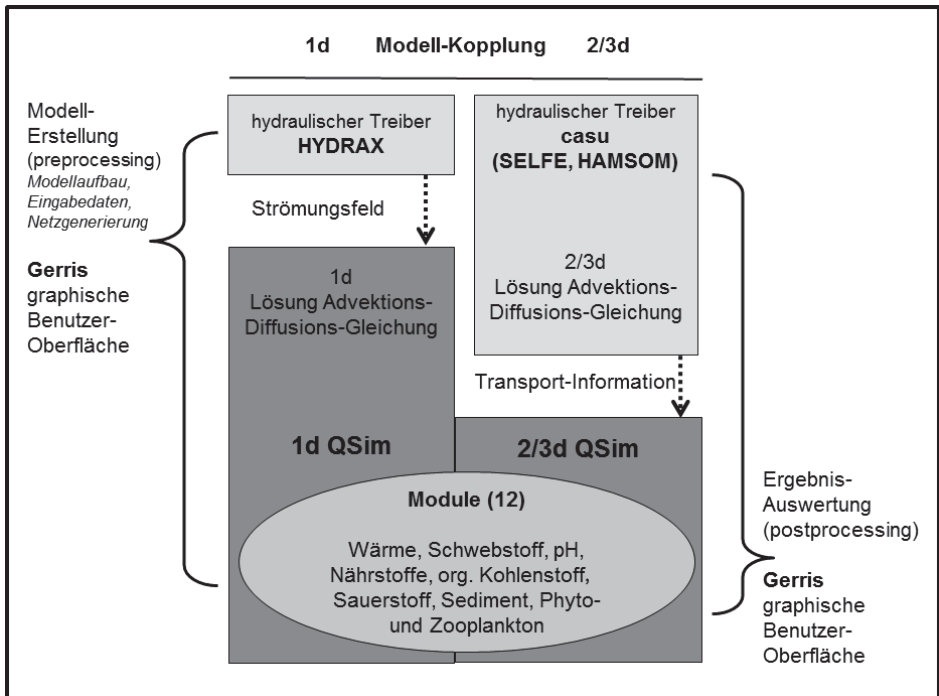 1d Modell-Kopplung 2/3d
Modell-
Erstellung
(preprocessing)
Modellaufbau,
Eingabedaten,
Netzgenerierung
Gerris
graphische
Benutzer-
Oberfläche
hydraulischer Treiber
HYDRAX
Strömungsfeld
1d
Lösung Advektions-
Diffusions-Gleichung
hydraulischer Treiber
casu
(SELFE, HAMSOM)
2/3d
Lösung Advektions-
Diffusions-Gleichung
Transport-Information
1d QSim
2/3d QSim
Module (12)
Wärme, Schwebstoff, pH,
Nährstoffe, org. Kohlenstoff,
Sauerstoff, Sediment, Phyto-
und Zooplankton
Ergebnis-
Auswertung
(postprocessing)
Gerris
graphische
Benutzer-
Oberfläche